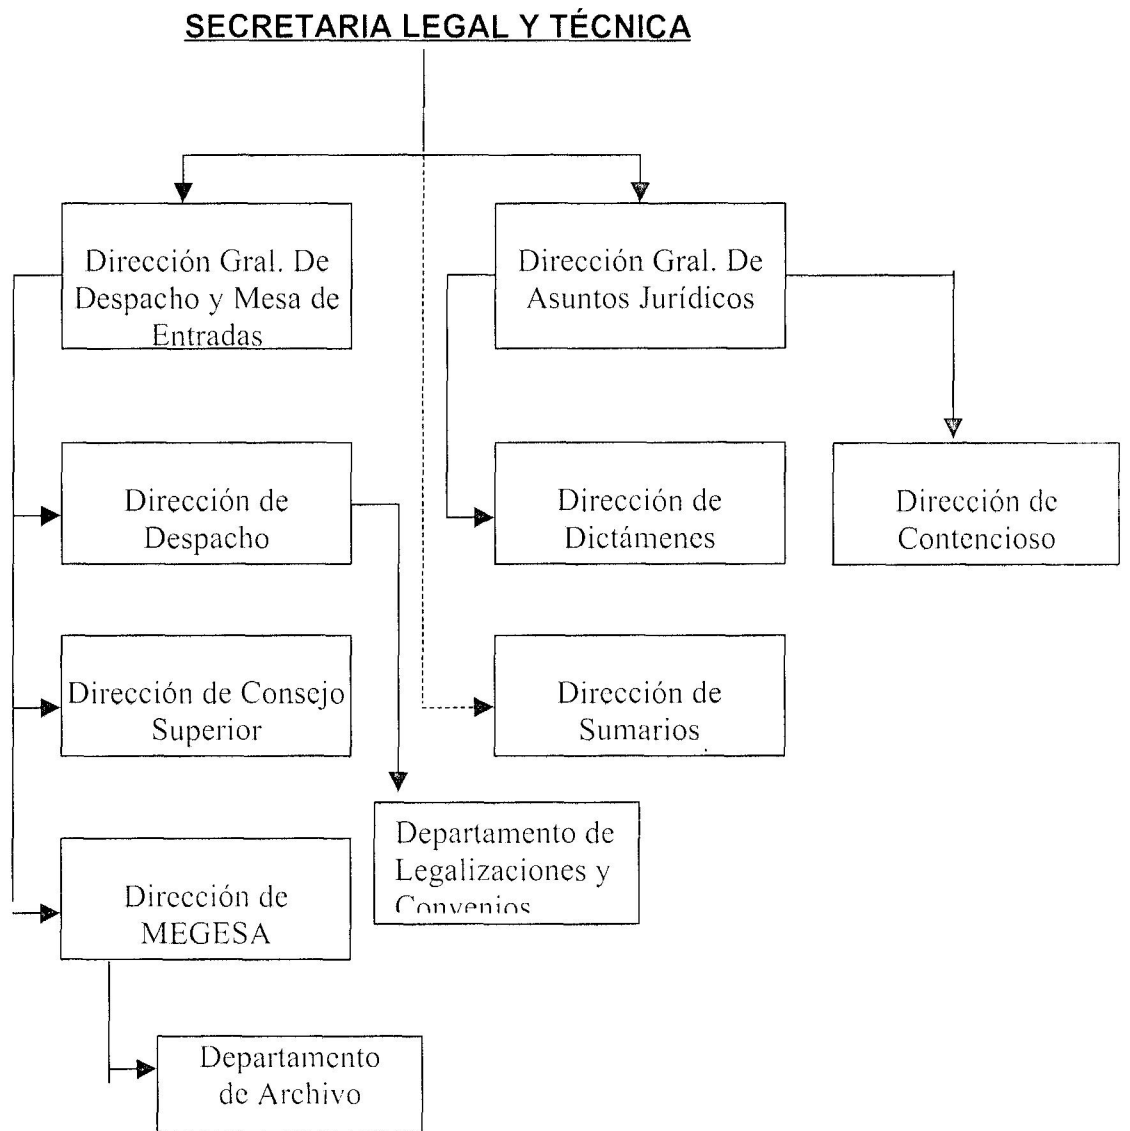 SECRETARIA LEGAL Y TÉCNICA
Dirección Gral. De
Despacho y Mesa de
Entradas
Dirección Gral. De
Asuntos Jurídicos
Dirección de
Despacho
Dirección de
Dictámenes
Dirección de
Contencioso
Dirección de Consejo
Superior
Dirección de
Sumarios
Departamento de
Legalizaciones y
Convenios
Dirección de
MEGESA
Departamento
de Archivo